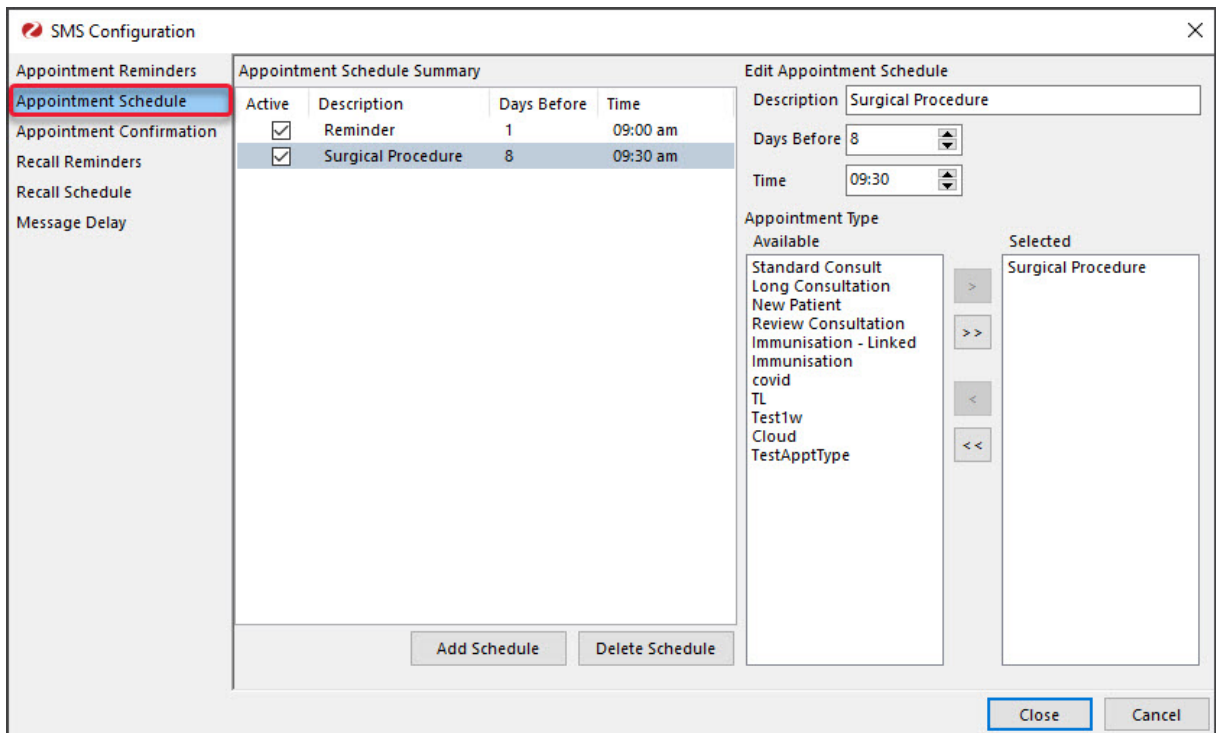 SMS Configuration
Appointment Reminders
Appointment Schedule
Appointment Confirmation
Recall Reminders
Recall Schedule
Message Delay
Appointment Schedule Summary
Active Description Days Before Time
Reminder 1 09:00 am
Surgical Procedure 8 09:30 am
Add Schedule Delete Schedule
Edit Appointment Schedule
Description Surgical Procedure
Days Before 8
Time 09:30
Appointment Type
Available
Standard Consult
Long Consultation
New Patient
Review Consultation
Immunisation - Linked
Immunisation
covid
TL
Test1w
Cloud
TestApptType
>
>>
<
<<
Selected
Surgical Procedure
Close Cancel